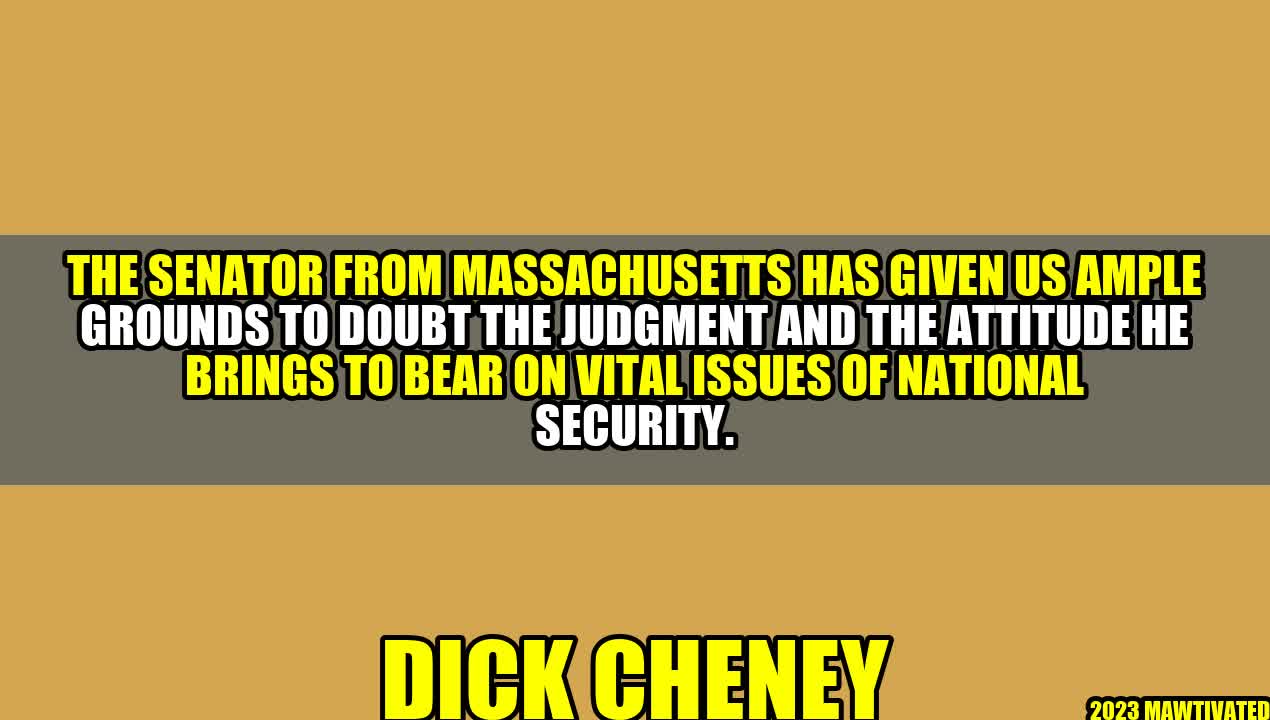 THE SENATOR FROM MASSACHUSETTS HAS GIVEN US AMPLE
GROUNDS TO DOUBT THE JUDGMENT AND THE ATTITUDE HE
BRINGS TO BEAR ON VITAL ISSUES OF NATIONAL
SECURITY.
DICK CHENEY
2023 MAWTIVATED